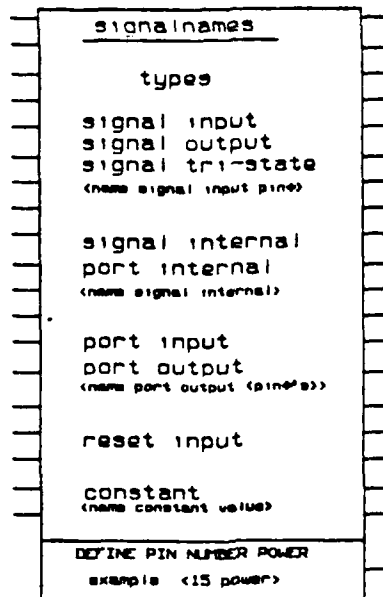 signalnames
types
signal input
signal output
signal tri-state
<name signal input pin#>
signal internal
port internal
<name signal internal>
port input
port output
<name port output (pin#'s)>
reset input
constant
<name constant value>
DEFINE PIN NUMBER POWER
example <15 power>